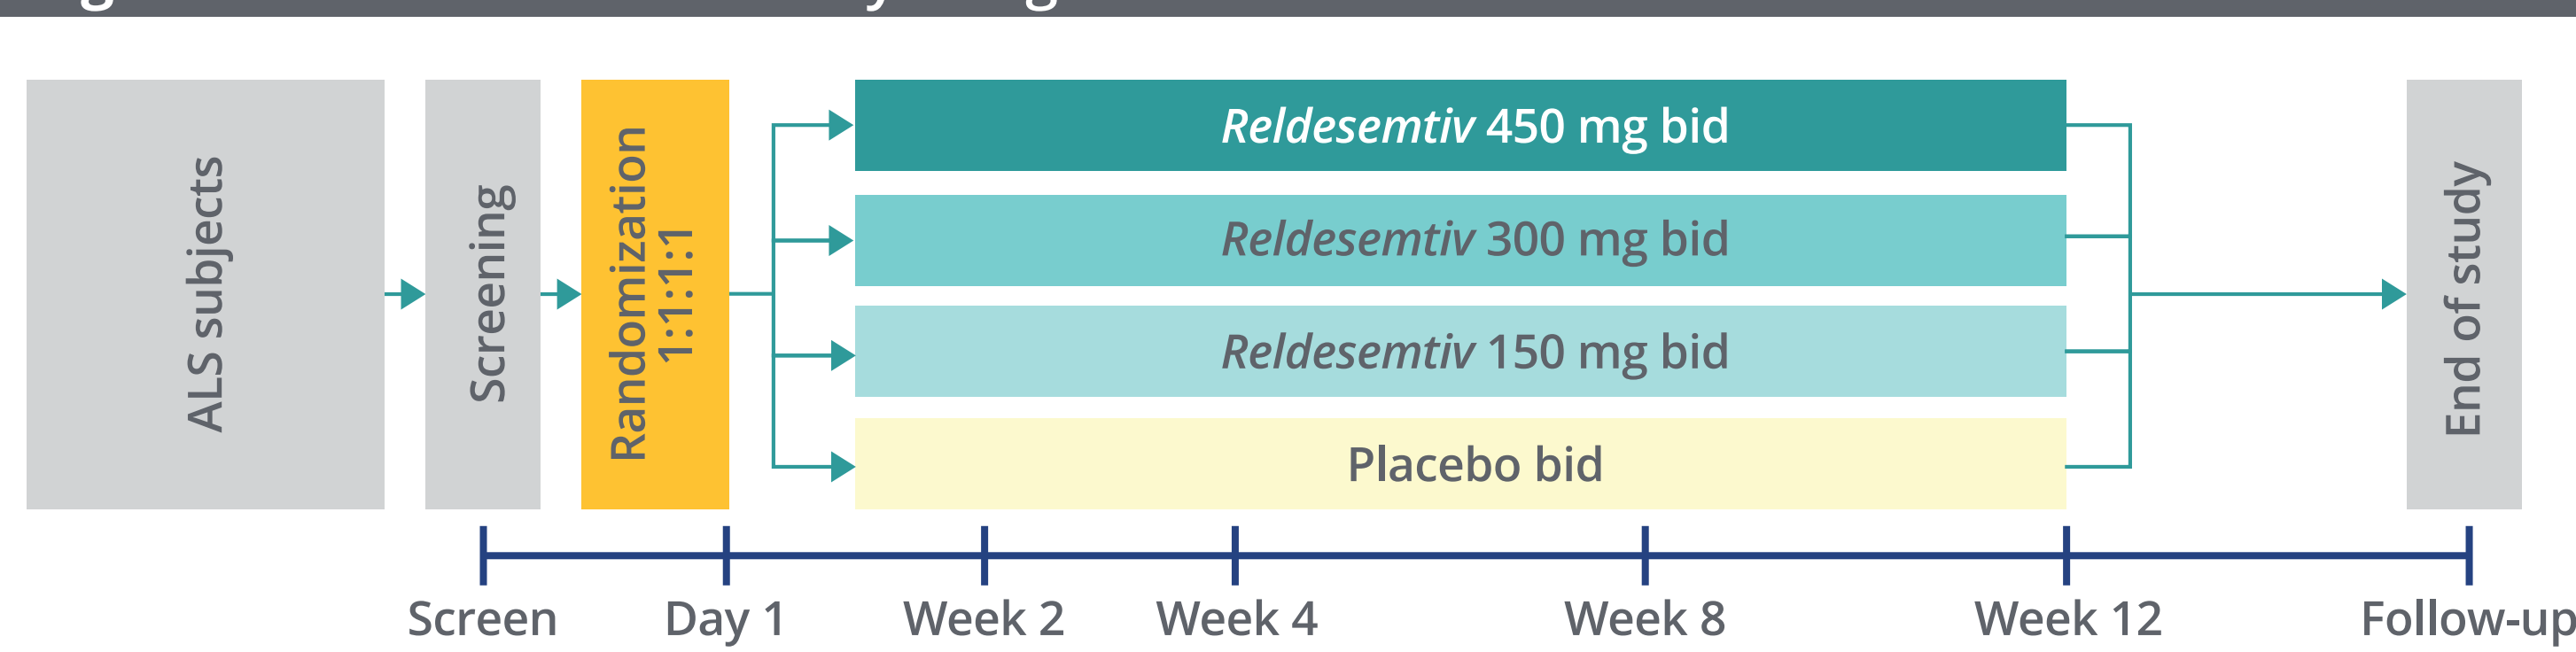 ALS subjects
Screening
Randomization
1:1:1:1
Reldesemtiv 450 mg bid
Reldesemtiv 300 mg bid
Reldesemtiv 150 mg bid
Placebo bid
End of study
Screen
Day 1
Week 2
Week 4
Week 8
Week 12
Follow-up